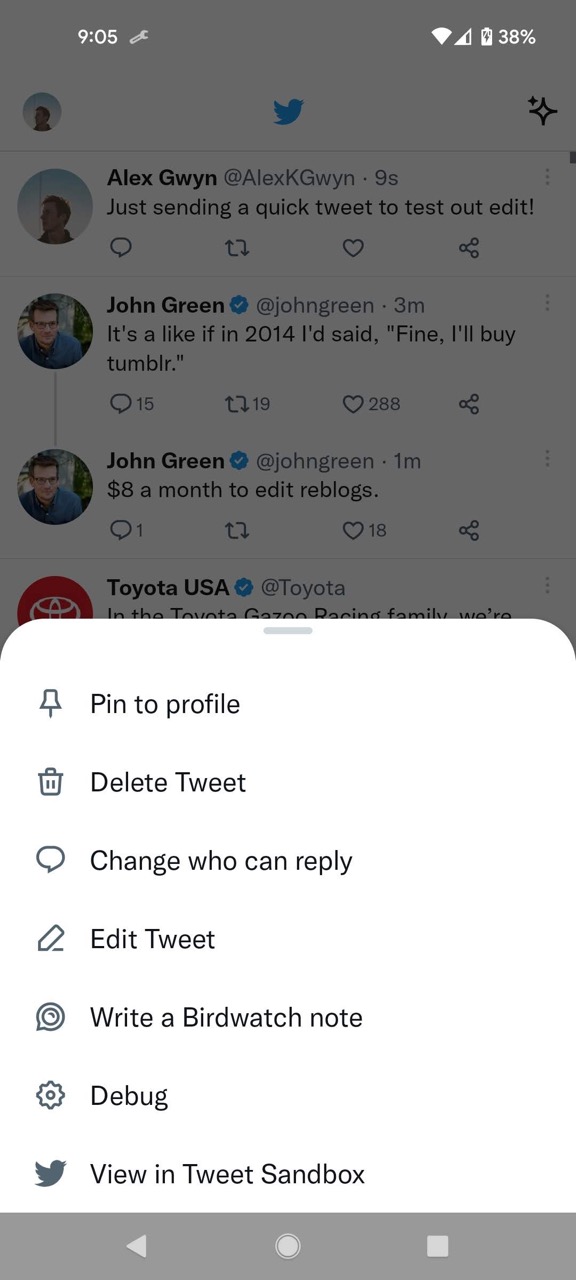 9:05 38%
Alex Gwyn @AlexKGwyn · 9s
Just sending a quick tweet to test out edit!
John Green @johngreen · 3m
It's a like if in 2014 I'd said, "Fine, I'll buy
tumblr."
15 19 288
John Green @johngreen · 1m
$8 a month to edit reblogs.
1 18
Toyota USA @Toyota
In the Toyota Gazoo Racing family, we're
Pin to profile
Delete Tweet
Change who can reply
Edit Tweet
Write a Birdwatch note
Debug
View in Tweet Sandbox